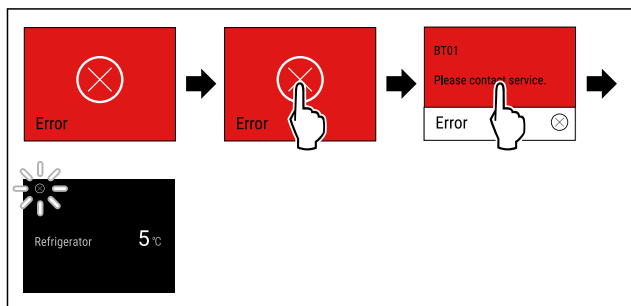 Error
Error
BT01
Please contact service.
Error
Refrigerator 5 °C